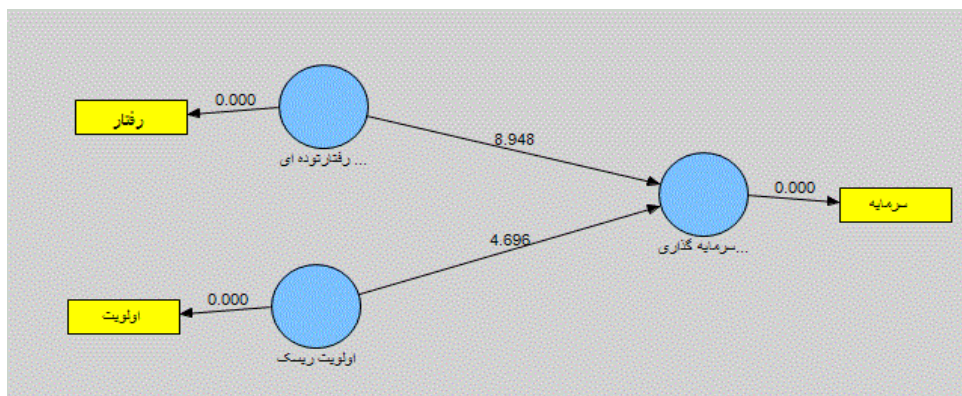 رفتار
0.000
رفتارتوده ای ...
8.948
سرمایه گذاری...
0.000
سرمایه
4.696
اولویت
0.000
اولویت ریسک